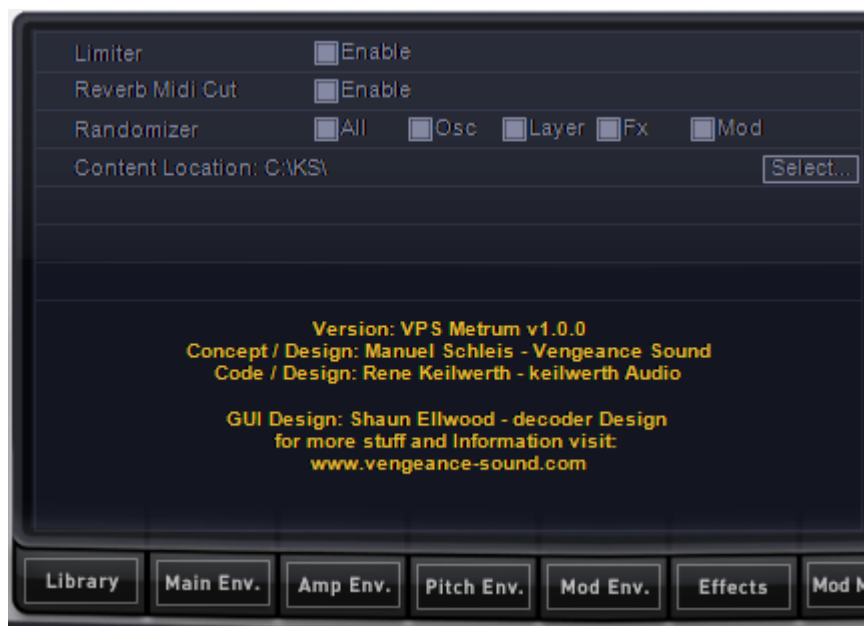 Limiter Enable
Reverb Midi Cut Enable
Randomizer All Osc Layer Fx Mod
Content Location: C:\KS\ Select...
Version: VPS Metrum v1.0.0
Concept / Design: Manuel Schleis - Vengeance Sound
Code / Design: Rene Keilwerth - keilwerth Audio
GUI Design: Shaun Ellwood - decoder Design
for more stuff and Information visit:
www.vengeance-sound.com
Library Main Env. Amp Env. Pitch Env. Mod Env. Effects Mod